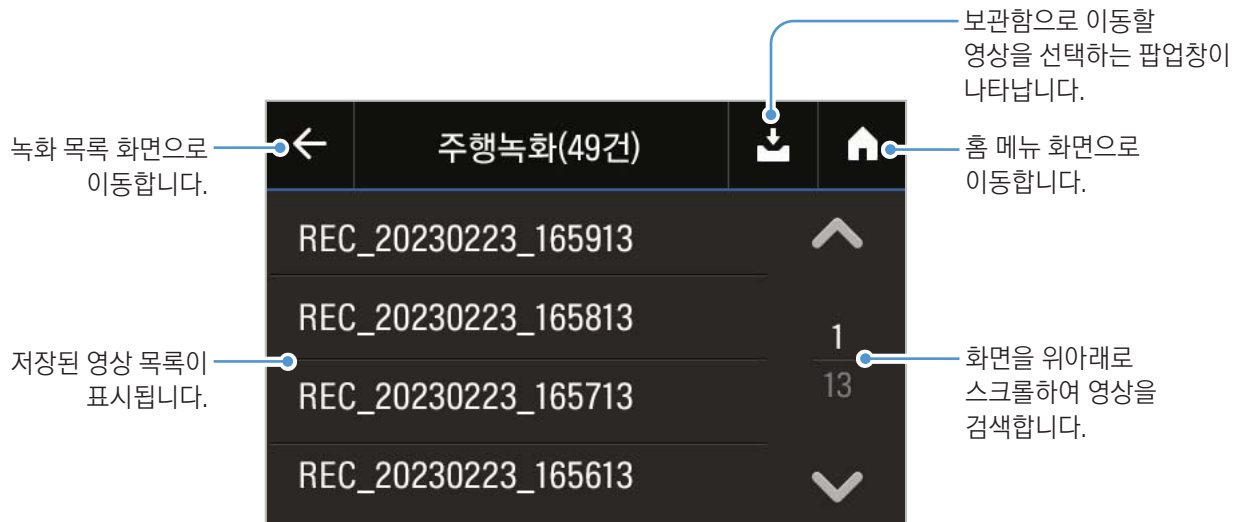 보관함으로 이동할
영상을 선택하는 팝업창이
나타납니다.
녹화 목록 화면으로
이동합니다.
주행녹화(49건)
홈 메뉴 화면으로
이동합니다.
REC_20230223_165913
REC_20230223_165813
REC_20230223_165713
REC_20230223_165613
1
13
저장된 영상 목록이
표시됩니다.
화면을 위아래로
스크롤하여 영상을
검색합니다.